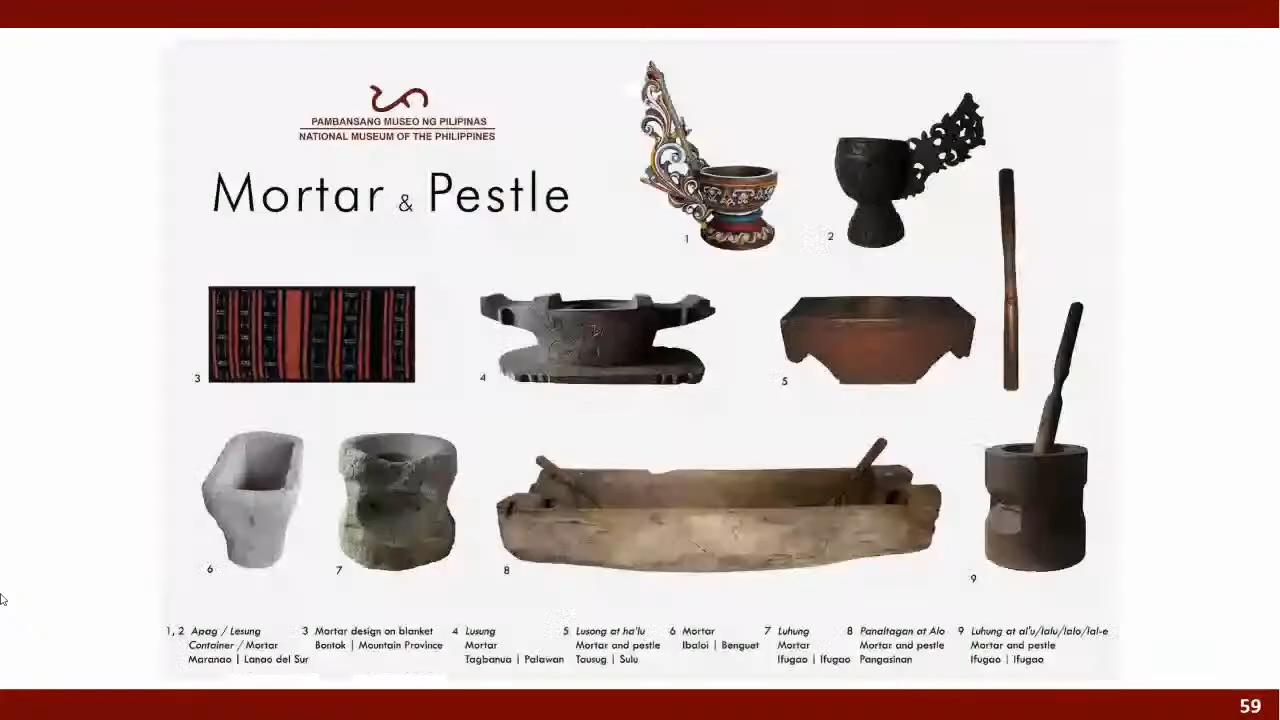 PAMBANSANG MUSEO NG PILIPINAS
NATIONAL MUSEUM OF THE PHILIPPINES
Mortar & Pestle
1
2
3
4
5
6
7
8
9
1, 2 Apag / Lesung
Container / Mortar
Maranao | Lanao del Sur
3 Mortar design on blanket
Bontok | Mountain Province
4 Lusung
Mortar
Tagbanua | Palawan
5 Lusong at ha'lu
Mortar and pestle
Tausug | Sulu
6 Mortar
Ibaloi | Benguet
7 Luhung
Mortar
Ifugao | Ifugao
8 Panaltagan at Alo
Mortar and pestle
Pangasinan
9 Luhung at al'u/lalu/lalo/lal-e
Mortar and pestle
Ifugao | Ifugao
59